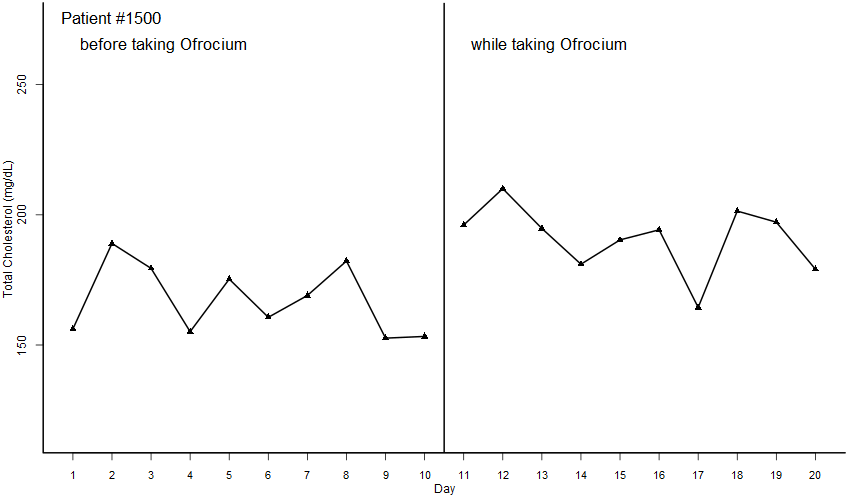 Patient #1500
before taking Ofrocium
while taking Ofrocium
Total Cholesterol (mg/dL)
250
200
150
1 2 3 4 5 6 7 8 9 10 11 12 13 14 15 16 17 18 19 20
Day